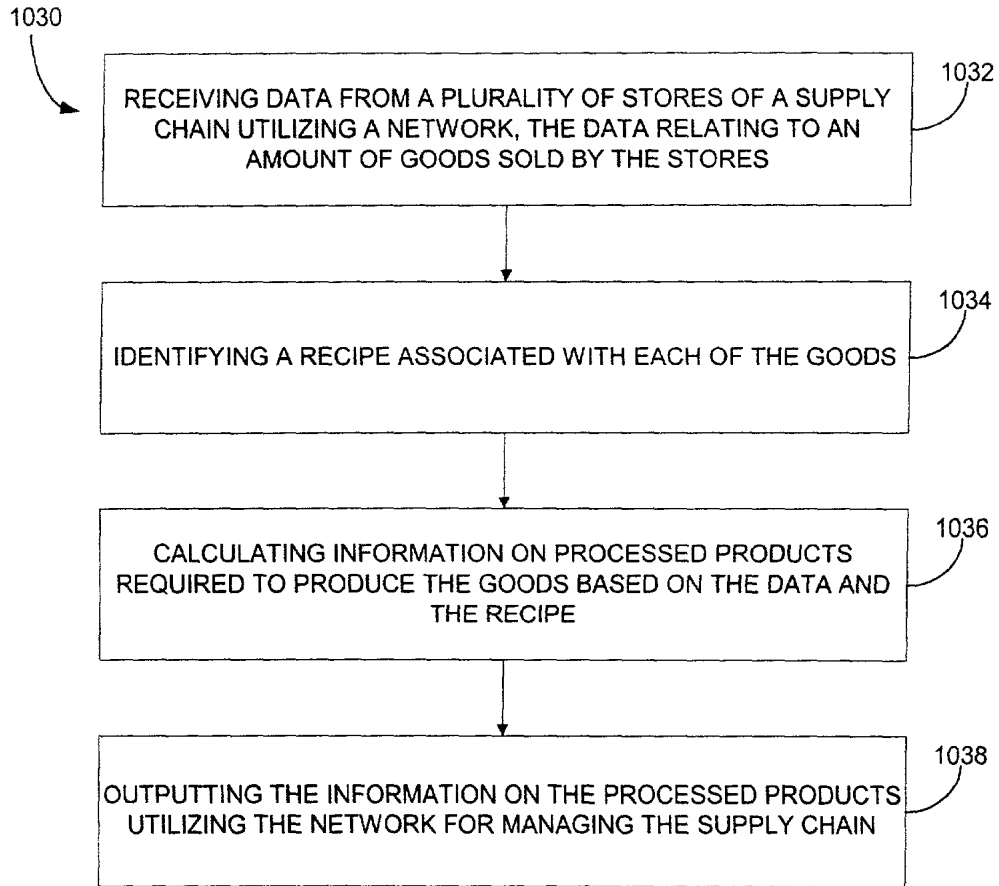 1030
1032
RECEIVING DATA FROM A PLURALITY OF STORES OF A SUPPLY
CHAIN UTILIZING A NETWORK, THE DATA RELATING TO AN
AMOUNT OF GOODS SOLD BY THE STORES
1034
IDENTIFYING A RECIPE ASSOCIATED WITH EACH OF THE GOODS
1036
CALCULATING INFORMATION ON PROCESSED PRODUCTS
REQUIRED TO PRODUCE THE GOODS BASED ON THE DATA AND
THE RECIPE
1038
OUTPUTTING THE INFORMATION ON THE PROCESSED PRODUCTS
UTILIZING THE NETWORK FOR MANAGING THE SUPPLY CHAIN